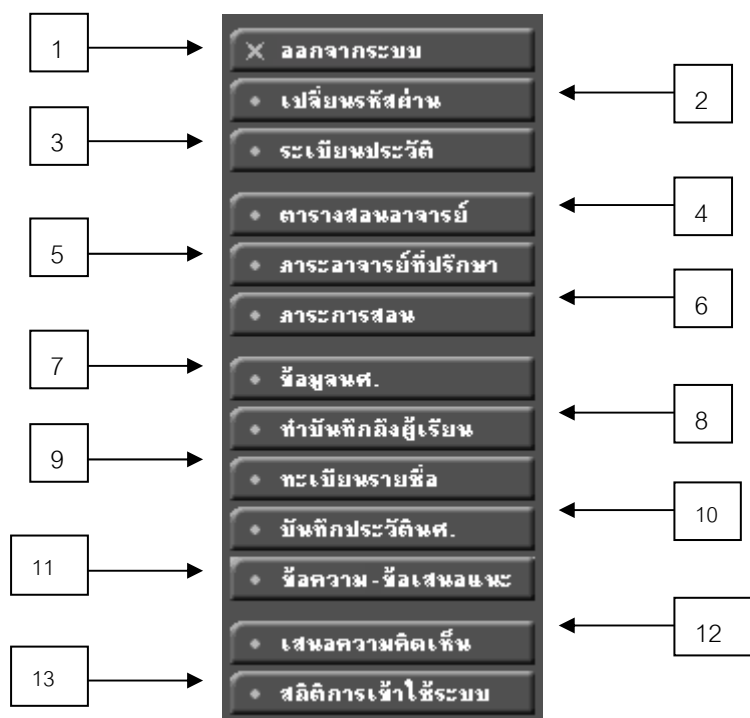 1
ออกจากระบบ
เปลี่ยนรหัสผ่าน
2
3
ระเบียนประวัติ
ตารางสอนอาจารย์
4
5
ภาระอาจารย์ที่ปรึกษา
ภาระการสอน
6
7
ข้อมูลนศ.
ทำบันทึกถึงผู้เรียน
8
9
ทะเบียนรายชื่อ
บันทึกประวัตินศ.
10
11
ข้อความ-ข้อเสนอแนะ
เสนอความคิดเห็น
12
13
สถิติการเข้าใช้ระบบ